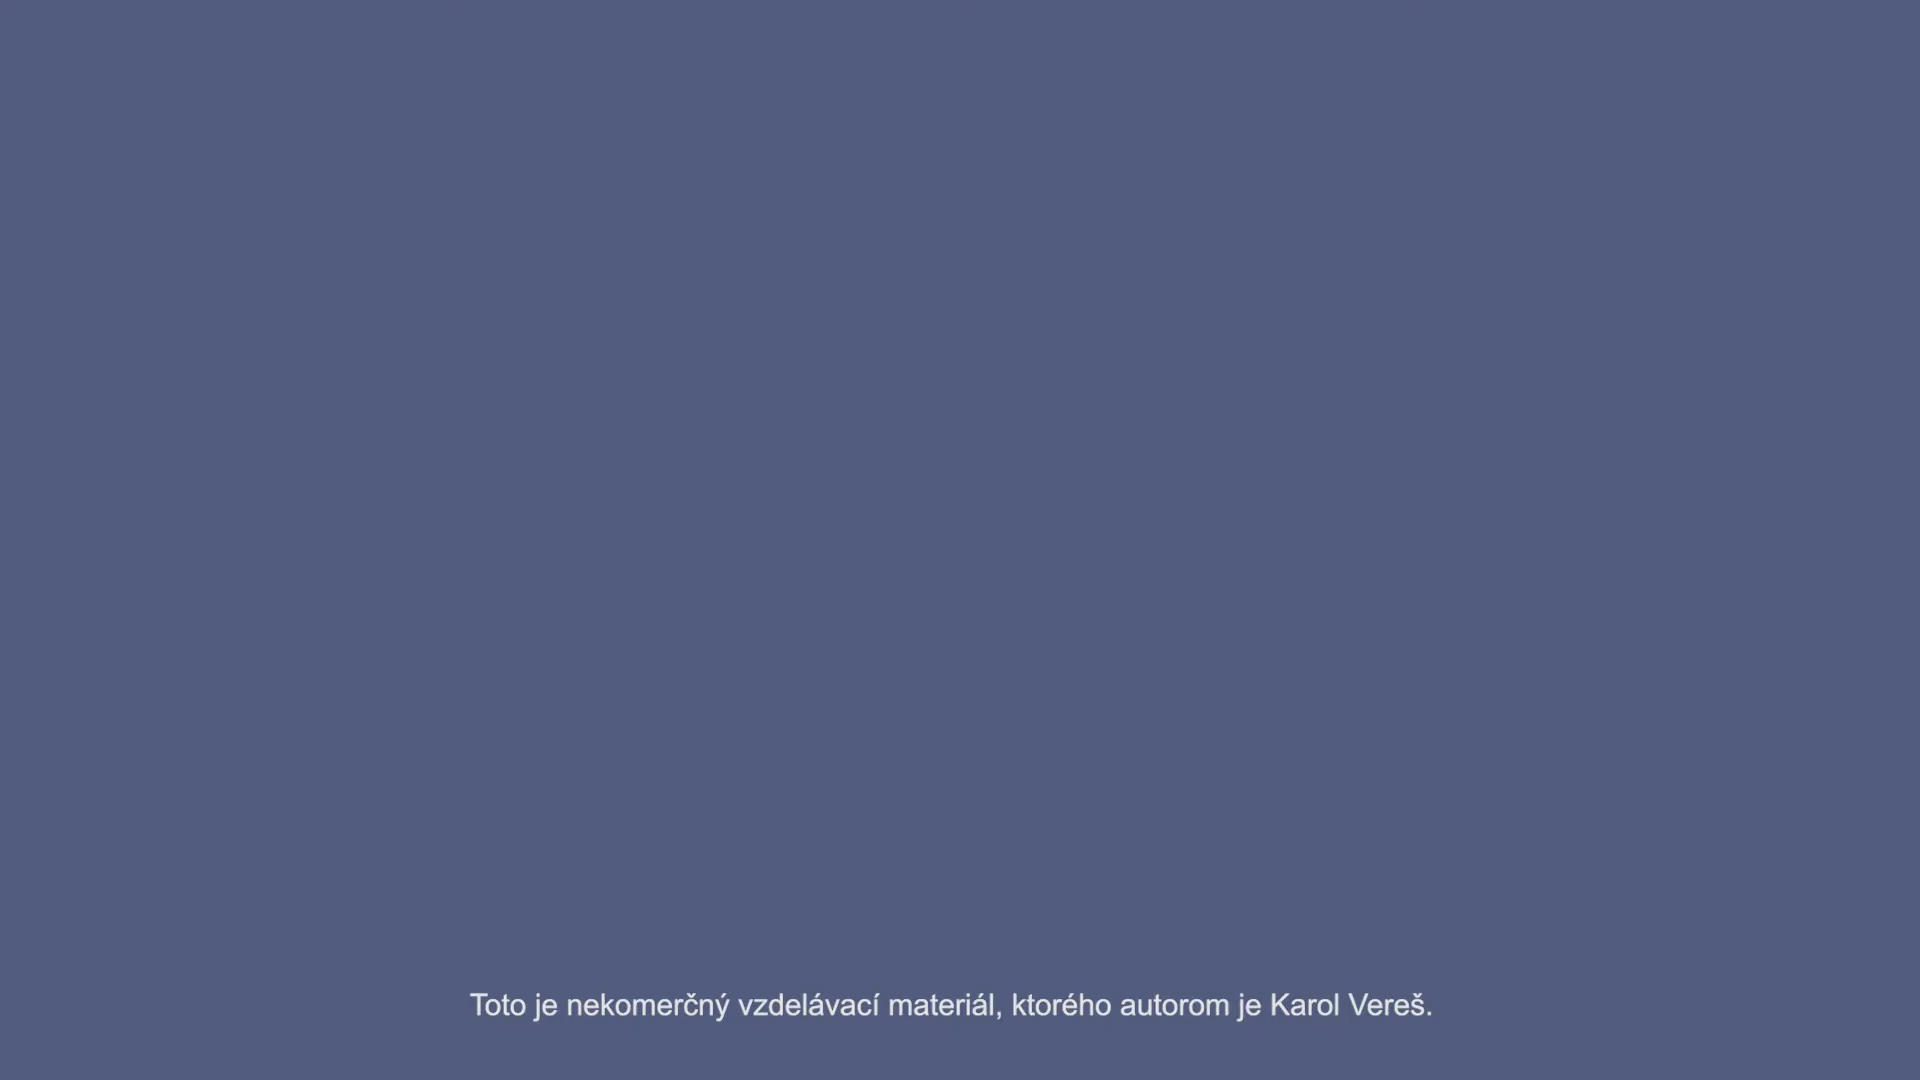 Toto je nekomerčný vzdelávací materiál, ktorého autorom je Karol Vereš.